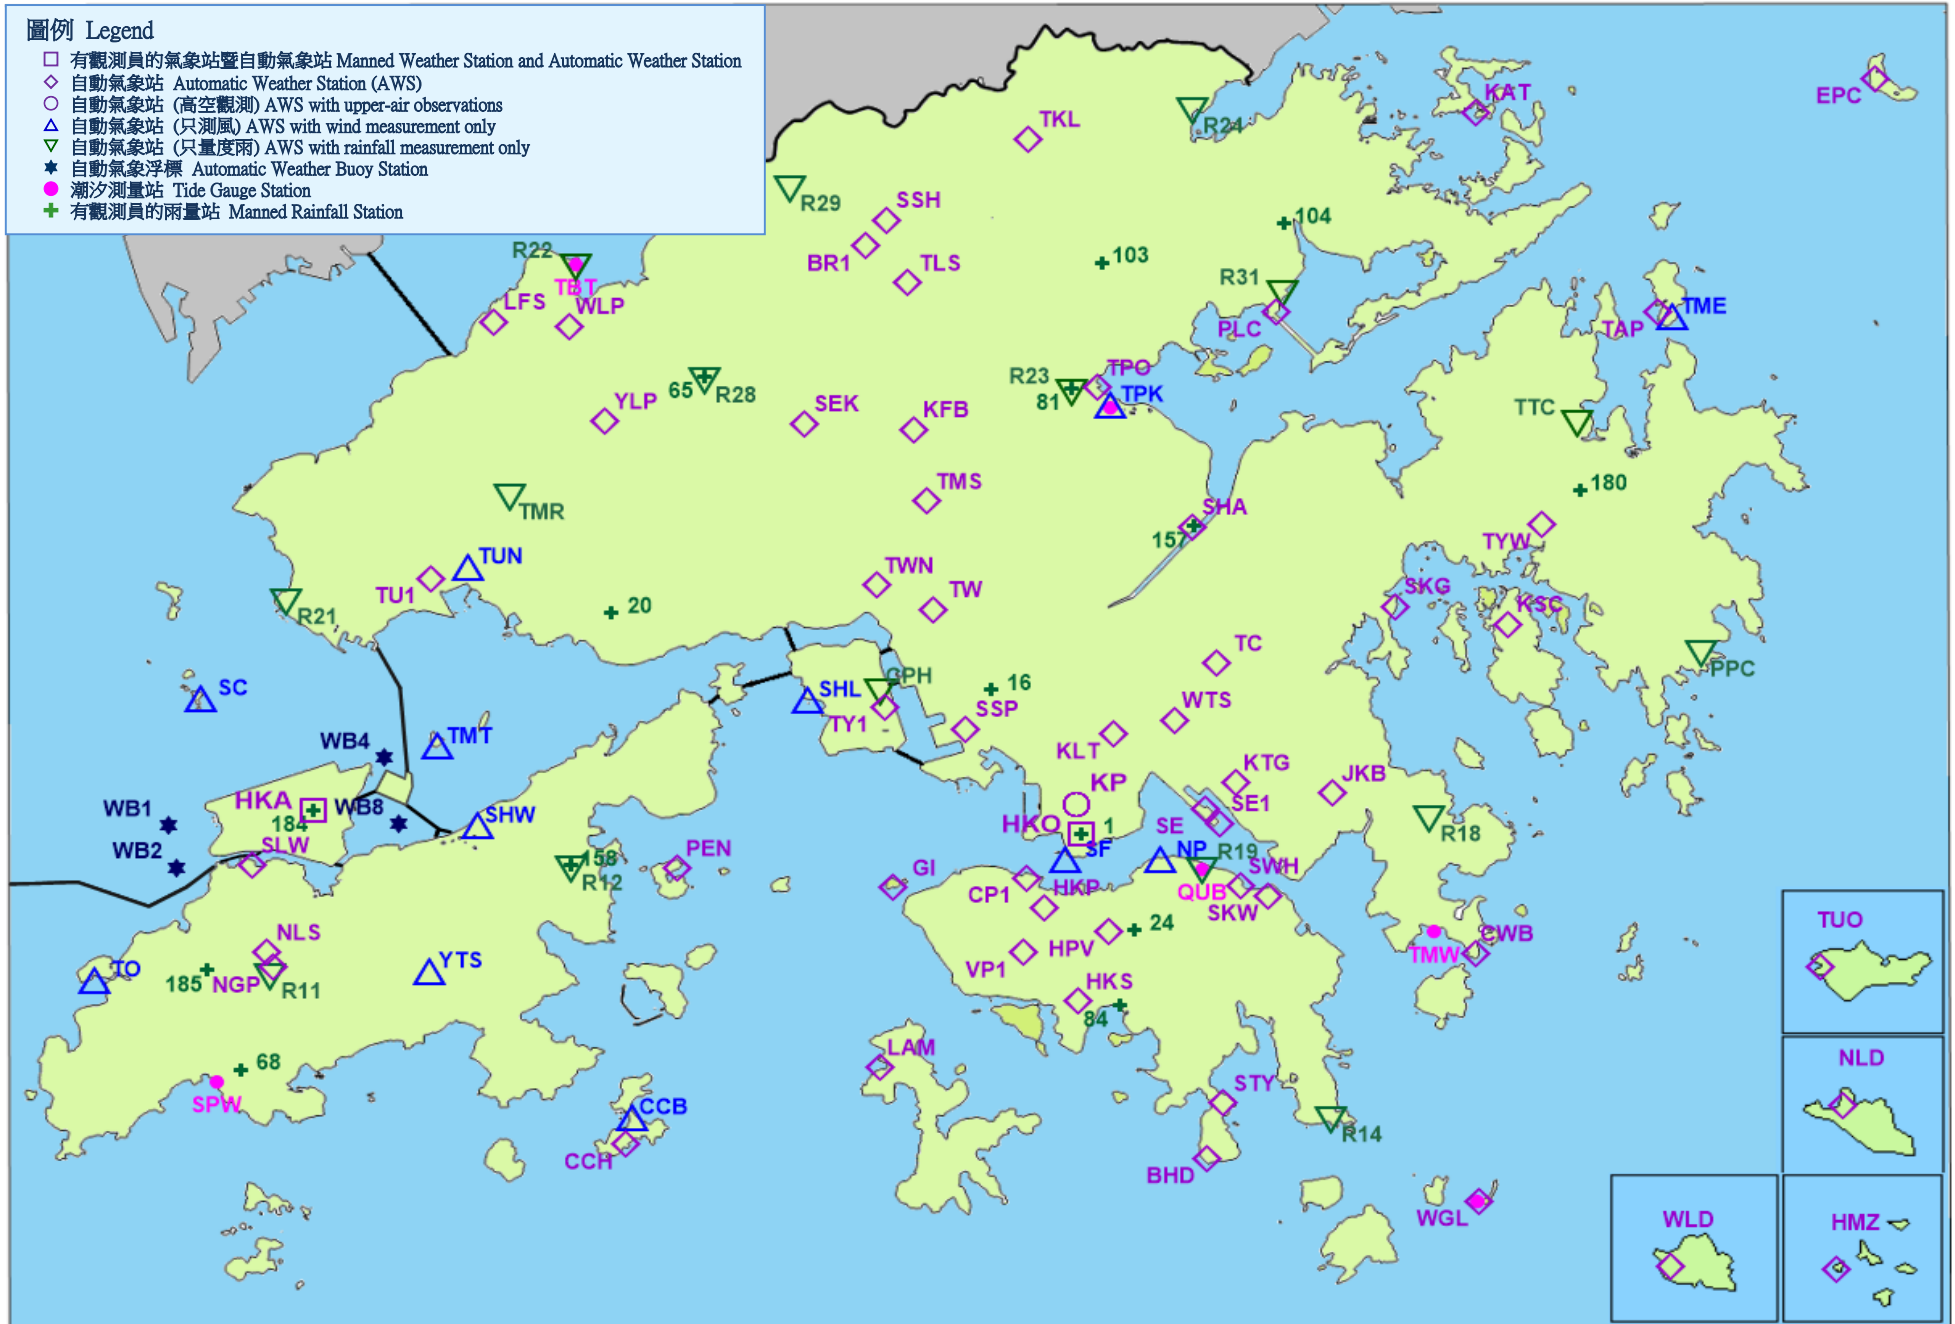 圖例 Legend
有觀測員的氣象站暨自動氣象站 Manned Weather Station and Automatic Weather Station
自動氣象站 Automatic Weather Station (AWS)
自動氣象站 (高空觀測) AWS with upper-air observations
自動氣象站 (只測風) AWS with wind measurement only
自動氣象站 (只量度雨) AWS with rainfall measurement only
自動氣象浮標 Automatic Weather Buoy Station
潮汐測量站 Tide Gauge Station
有觀測員的雨量站 Manned Rainfall Station
KAT
EPC
TKL
R24
R29
SSH
104
R22
BR1
TLS
103
R31
TBT
LFS
WLP
PLC
TAP
TME
65
R28
R23
81
TPO
TPK
YLP
SEK
KFB
TTC
TMS
180
TMR
SHA
157
TYW
TUN
TU1
TWN
TW
SKG
KSC
R21
20
TC
PPC
SC
SHL
CPH
TY1
16
SSP
WTS
TMT
WB4
KLT
KTG
JKB
KP
HKA
184
WB8
WB1
SHW
HKO
1
SE
SE1
R18
WB2
SLW
158
R12
PEN
SF
NP
R19
GI
SWH
CP1
HKP
QUB
SKW
24
NLS
TUO
TMW
CWB
TO
185
NGP
R11
YTS
VP1
HPV
HKS
84
68
LAM
NLD
SPW
STY
CCB
R14
CCH
BHD
WGL
WLD
HMZ